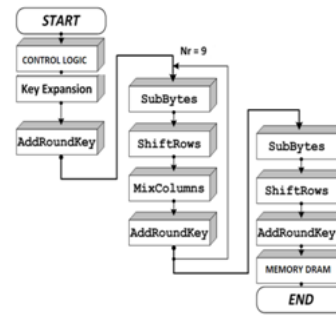 START
CONTROL LOGIC
Key Expansion
AddRoundKey
Nr = 9
SubBytes
ShiftRows
MixColumns
AddRoundKey
SubBytes
ShiftRows
AddRoundKey
MEMORY DRAM
END